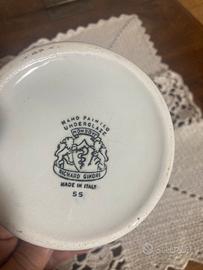 HAND PAINTED
UNDERGLAZE
RICHARD GINORI
MADE IN ITALY
55